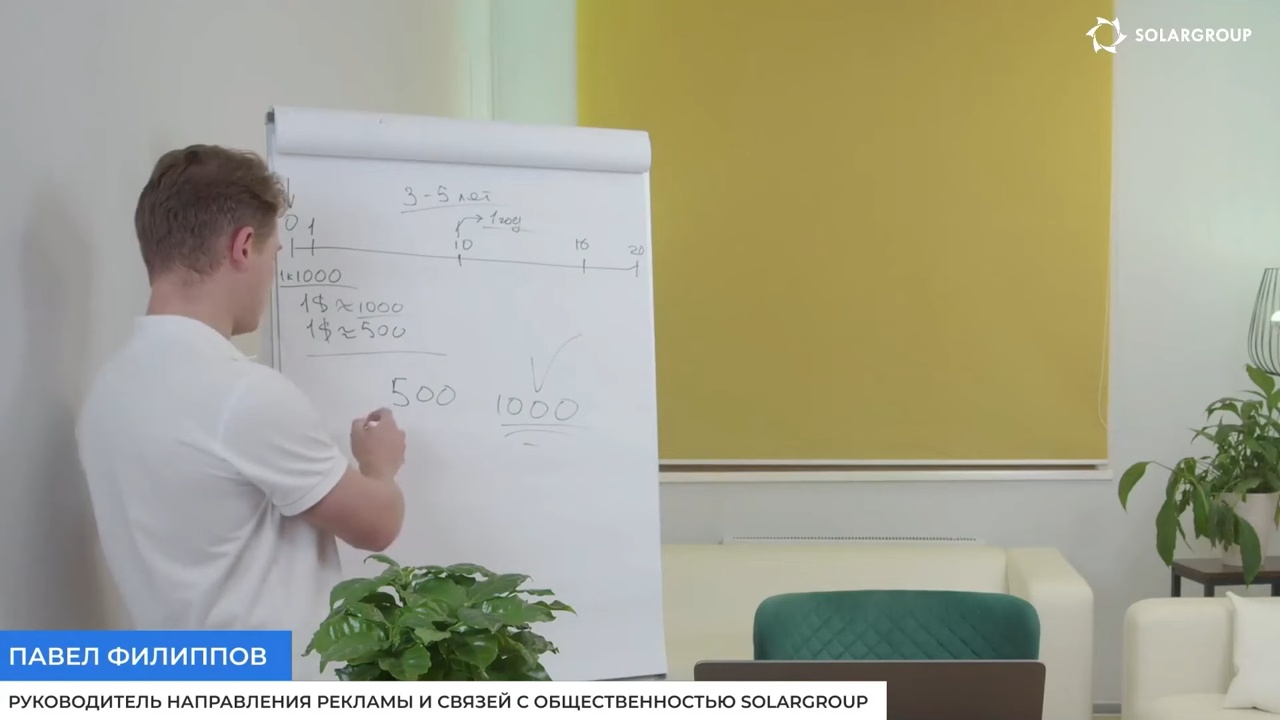 SOLARGROUP
3-5 лет
0 1 10 → 1 год 16 20
1к1000
1$ ≈ 1000
1$ ≈ 500
500 1000
ПАВЕЛ ФИЛИППОВ
РУКОВОДИТЕЛЬ НАПРАВЛЕНИЯ РЕКЛАМЫ И СВЯЗЕЙ С ОБЩЕСТВЕННОСТЬЮ SOLARGROUP